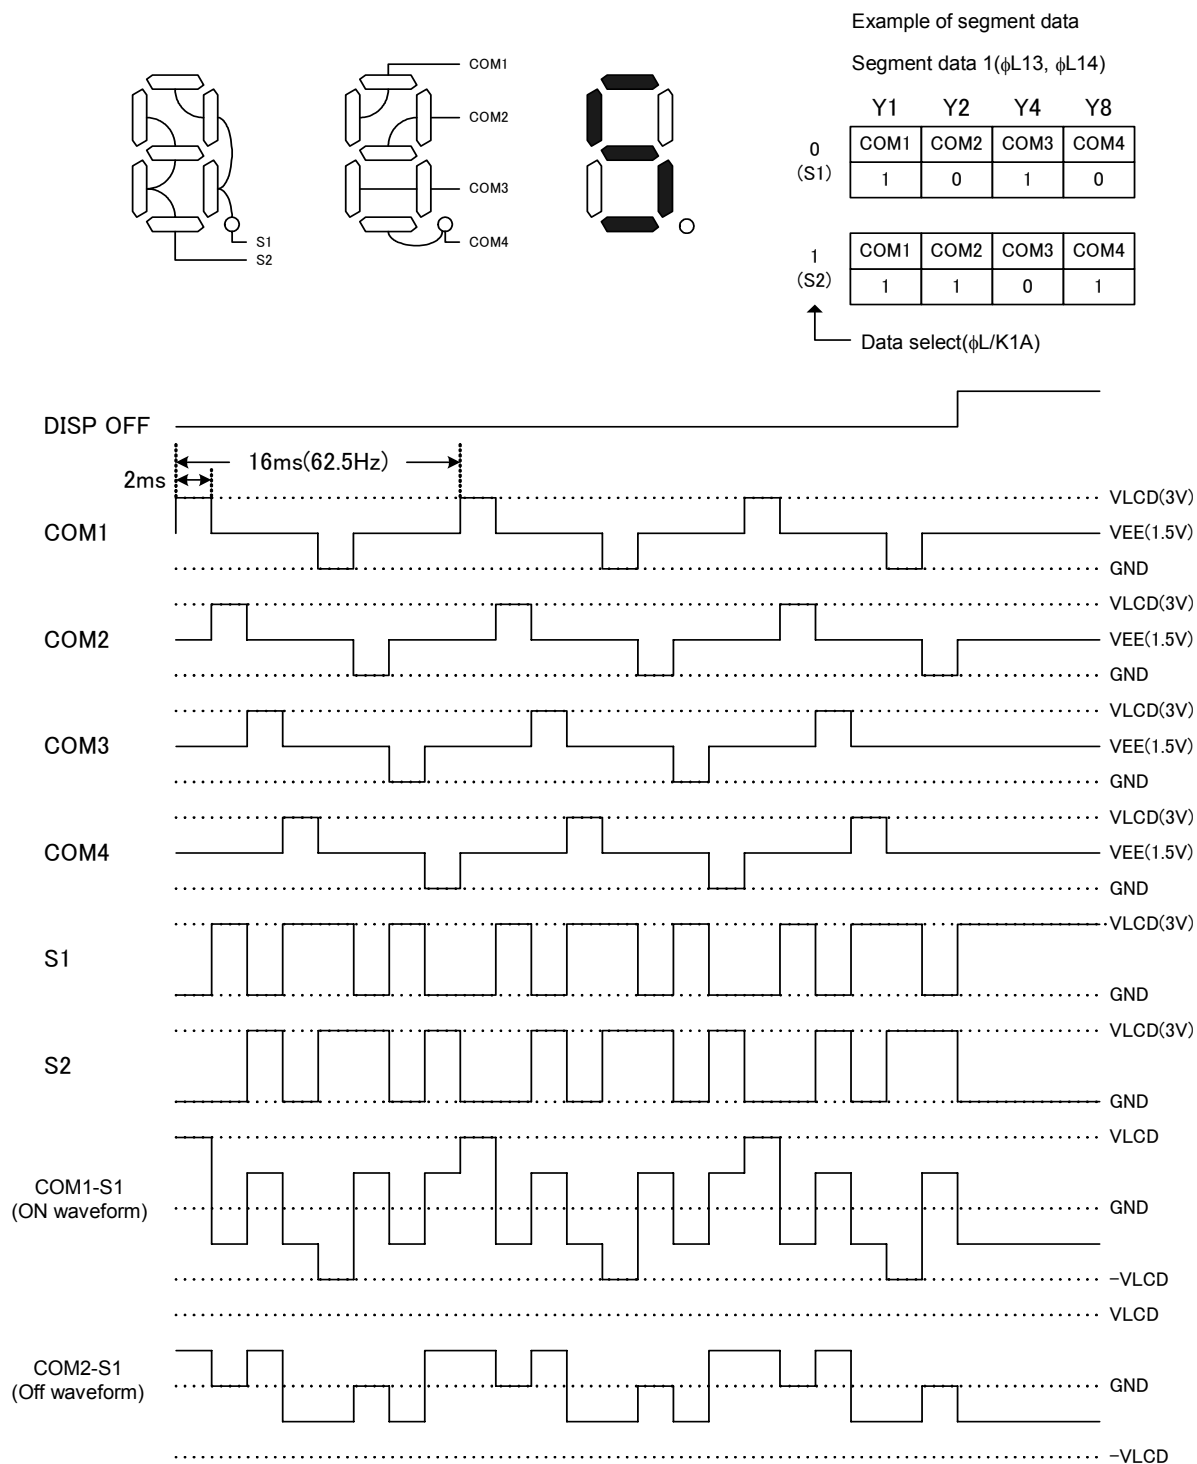 Example of segment data
Segment data 1(ϕL13, ϕL14)
COM1
COM2
COM3
COM4
S1
S2
Y1 Y2 Y4 Y8
0
(S1)
COM1 COM2 COM3 COM4
1 0 1 0
1
(S2)
COM1 COM2 COM3 COM4
1 1 0 1
Data select(ϕL/K1A)
DISP OFF
16ms(62.5Hz)
2ms
COM1
VLCD(3V)
VEE(1.5V)
GND
COM2
VLCD(3V)
VEE(1.5V)
GND
COM3
VLCD(3V)
VEE(1.5V)
GND
COM4
VLCD(3V)
VEE(1.5V)
GND
S1
VLCD(3V)
GND
S2
VLCD(3V)
GND
COM1-S1
(ON waveform)
VLCD
GND
-VLCD
COM2-S1
(Off waveform)
VLCD
GND
-VLCD